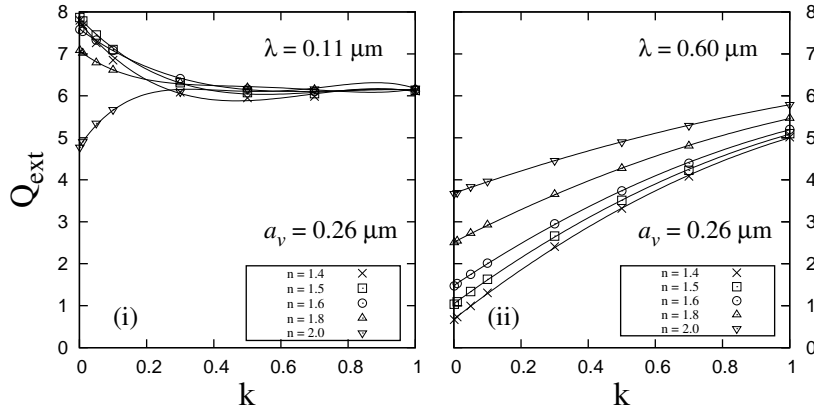 Q_ext
8
7
6
5
4
3
2
1
0
λ = 0.11 μm
a_v = 0.26 μm
n = 1.4
n = 1.5
n = 1.6
n = 1.8
n = 2.0
(i)
0 0.2 0.4 0.6 0.8 1
k
λ = 0.60 μm
a_v = 0.26 μm
n = 1.4
n = 1.5
n = 1.6
n = 1.8
n = 2.0
(ii)
8
7
6
5
4
3
2
1
0
0 0.2 0.4 0.6 0.8 1
k